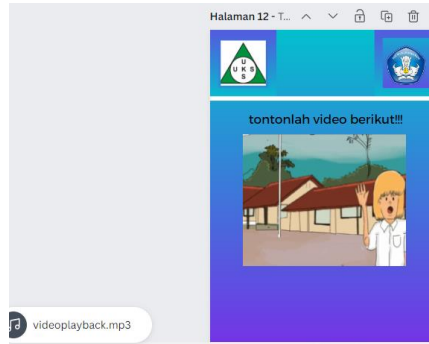 Halaman 12 - T...
U
U K S
S
tontonlah video berikut!!!
videoplayback.mp3